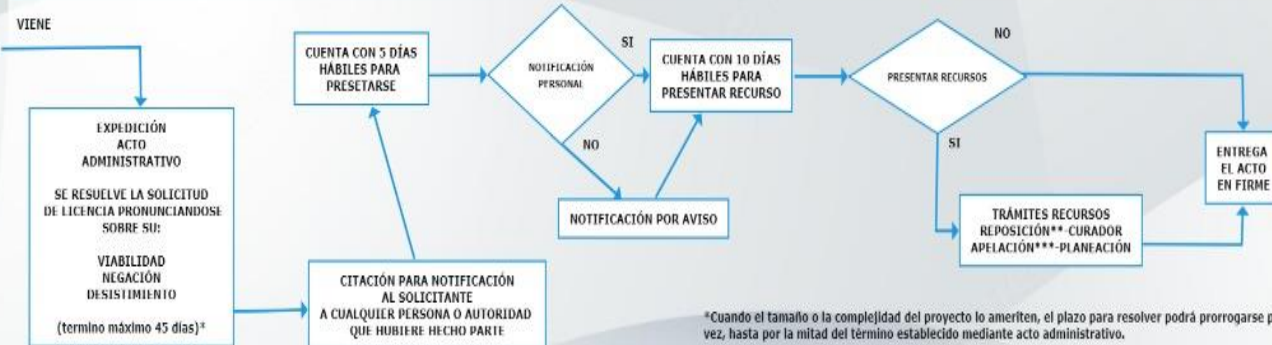 VIENE
EXPEDICIÓN
ACTO
ADMINISTRATIVO
SE RESUELVE LA SOLICITUD
DE LICENCIA PRONUNCIANDOSE
SOBRE SU:
VIABILIDAD
NEGACIÓN
DESISTIMIENTO
(termino máximo 45 días)*
CITACIÓN PARA NOTIFICACIÓN
AL SOLICITANTE
A CUALQUIER PERSONA O AUTORIDAD
QUE HUBIERE HECHO PARTE
CUENTA CON 5 DÍAS
HÁBILES PARA
PRESETARSE
NOTIFICACIÓN
PERSONAL
SI
NO
NOTIFICACIÓN POR AVISO
CUENTA CON 10 DÍAS
HÁBILES PARA
PRESENTAR RECURSO
PRESENTAR RECURSOS
NO
SI
TRÁMITES RECURSOS
REPOSICIÓN**-CURADOR
APELACIÓN***-PLANEACIÓN
ENTREGA
EL ACTO
EN FIRME
*Cuando el tamaño o la complejidad del proyecto lo ameriten, el plazo para resolver podrá prorrogarse
vez, hasta por la mitad del término establecido mediante acto administrativo.